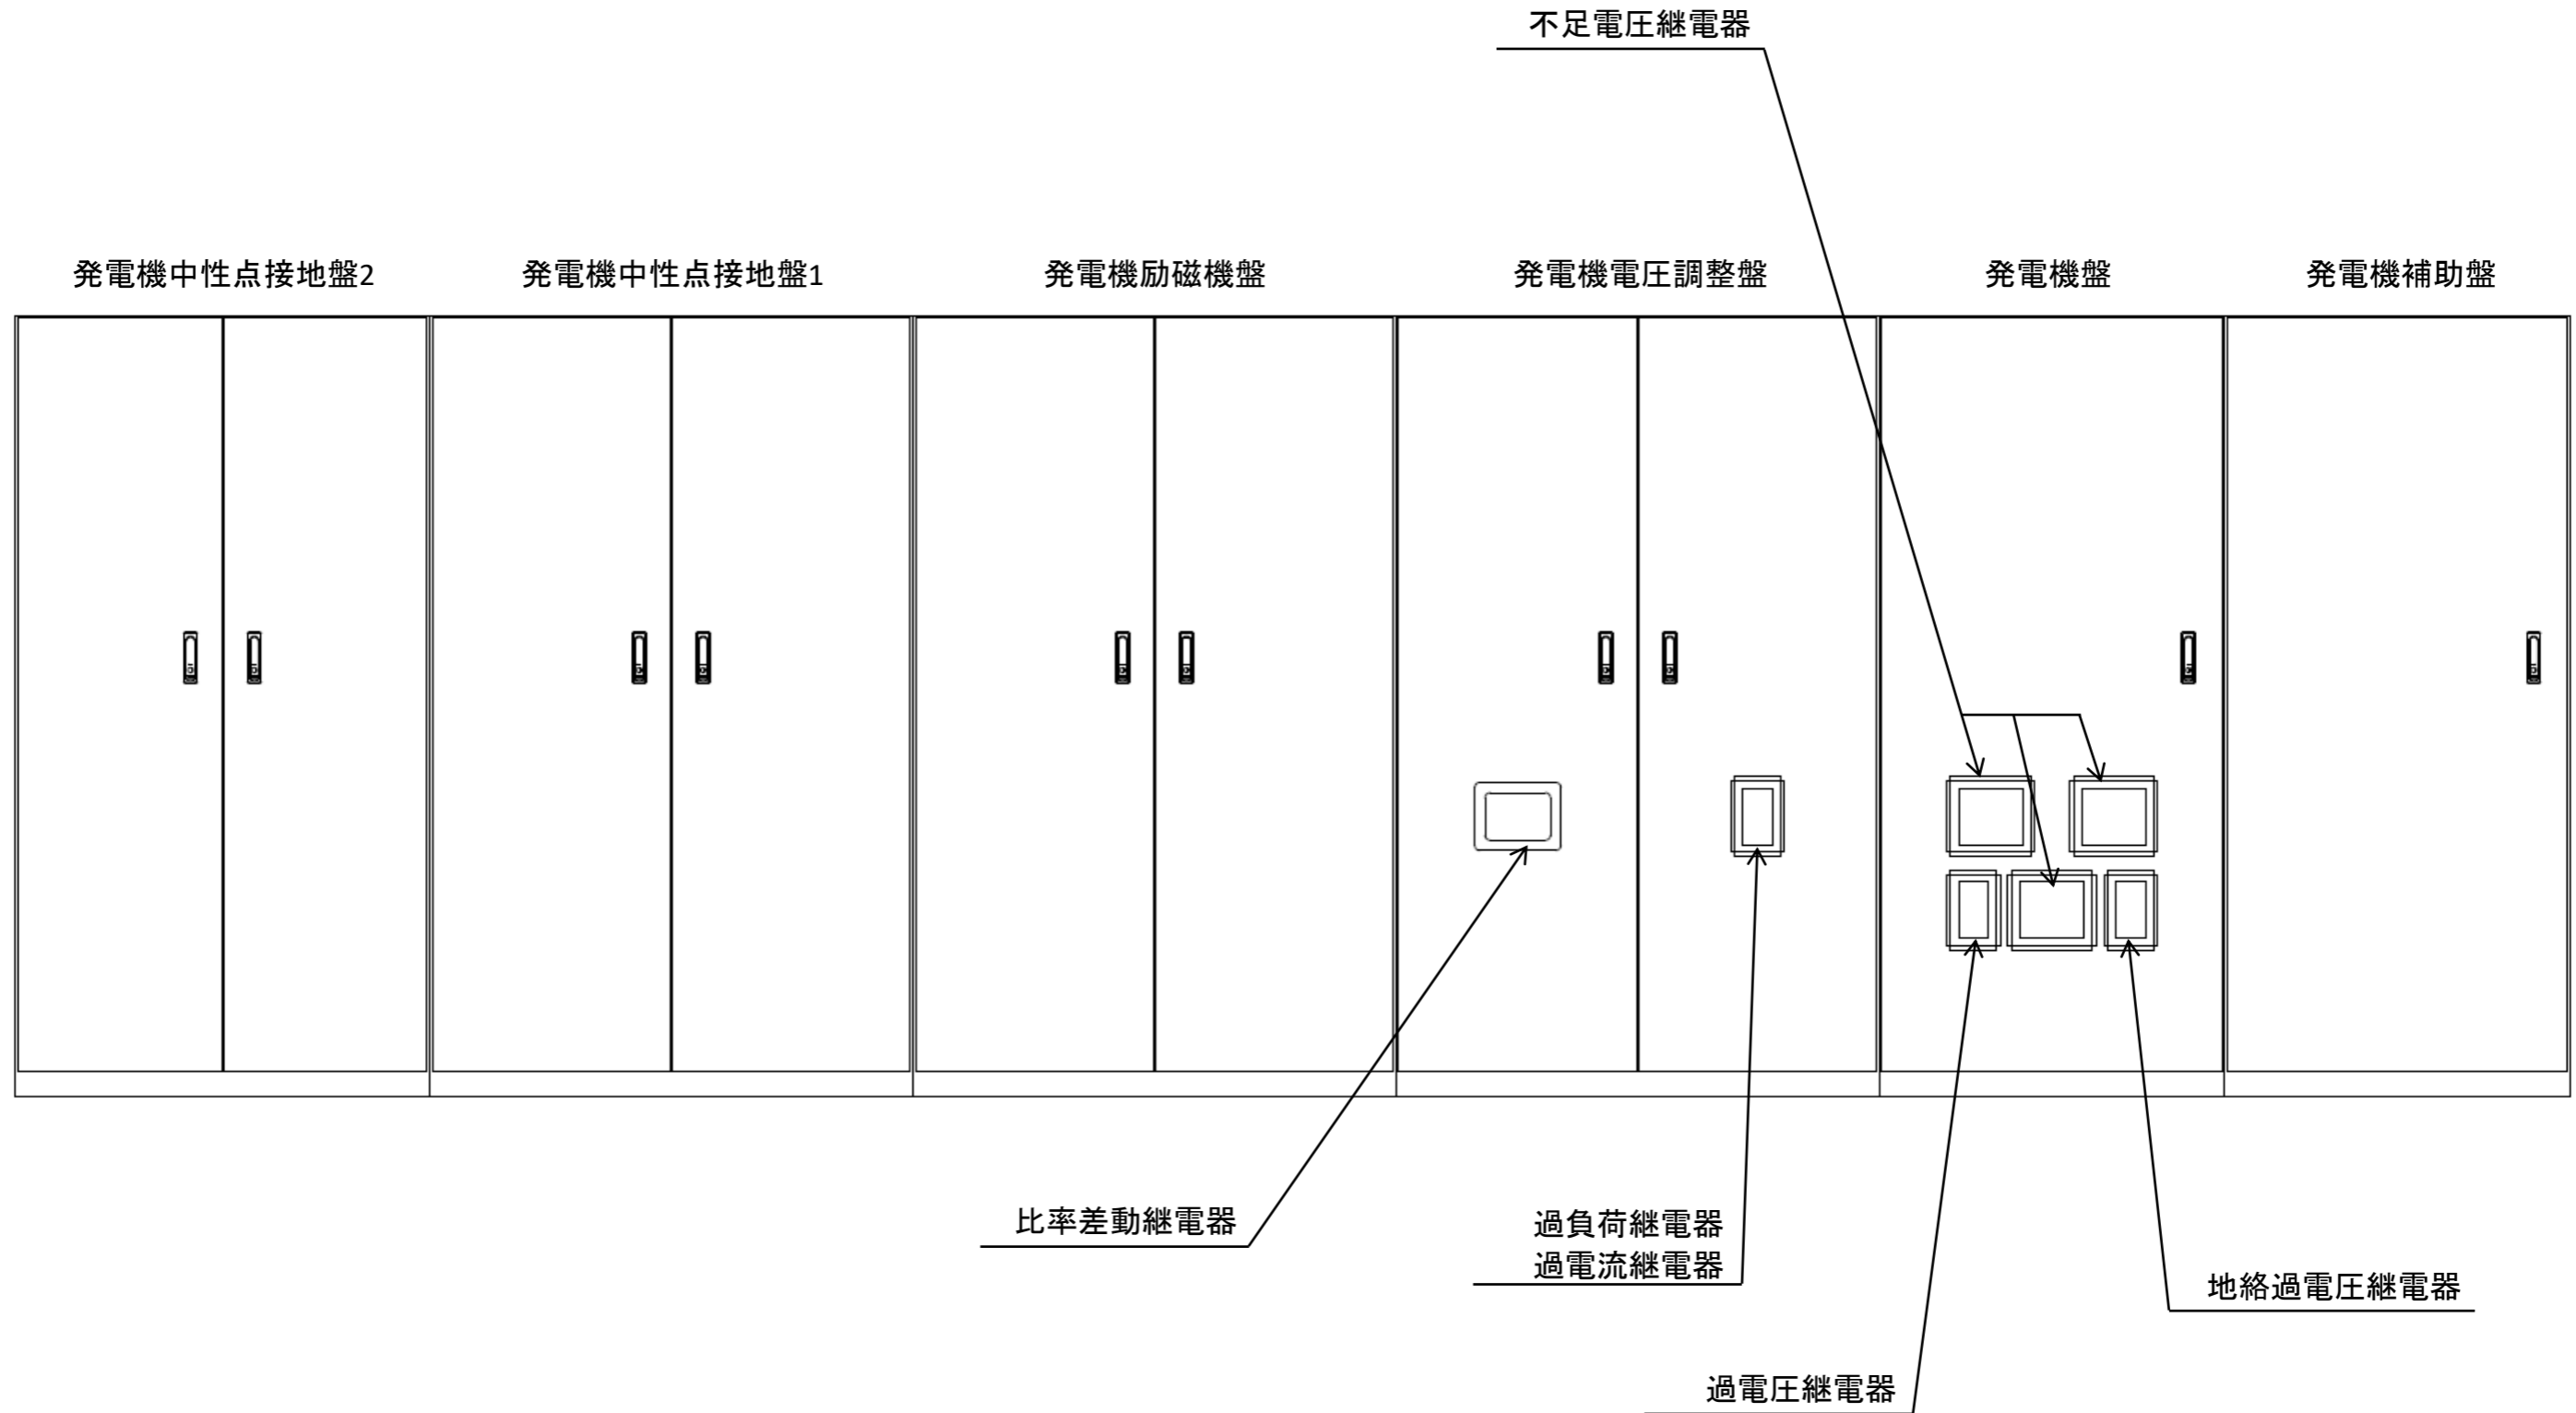 不足電圧継電器
発電機中性点接地盤2
発電機中性点接地盤1
発電機励磁機盤
発電機電圧調整盤
発電機盤
発電機補助盤
比率差動継電器
過負荷継電器
過電流継電器
地絡過電圧継電器
過電圧継電器